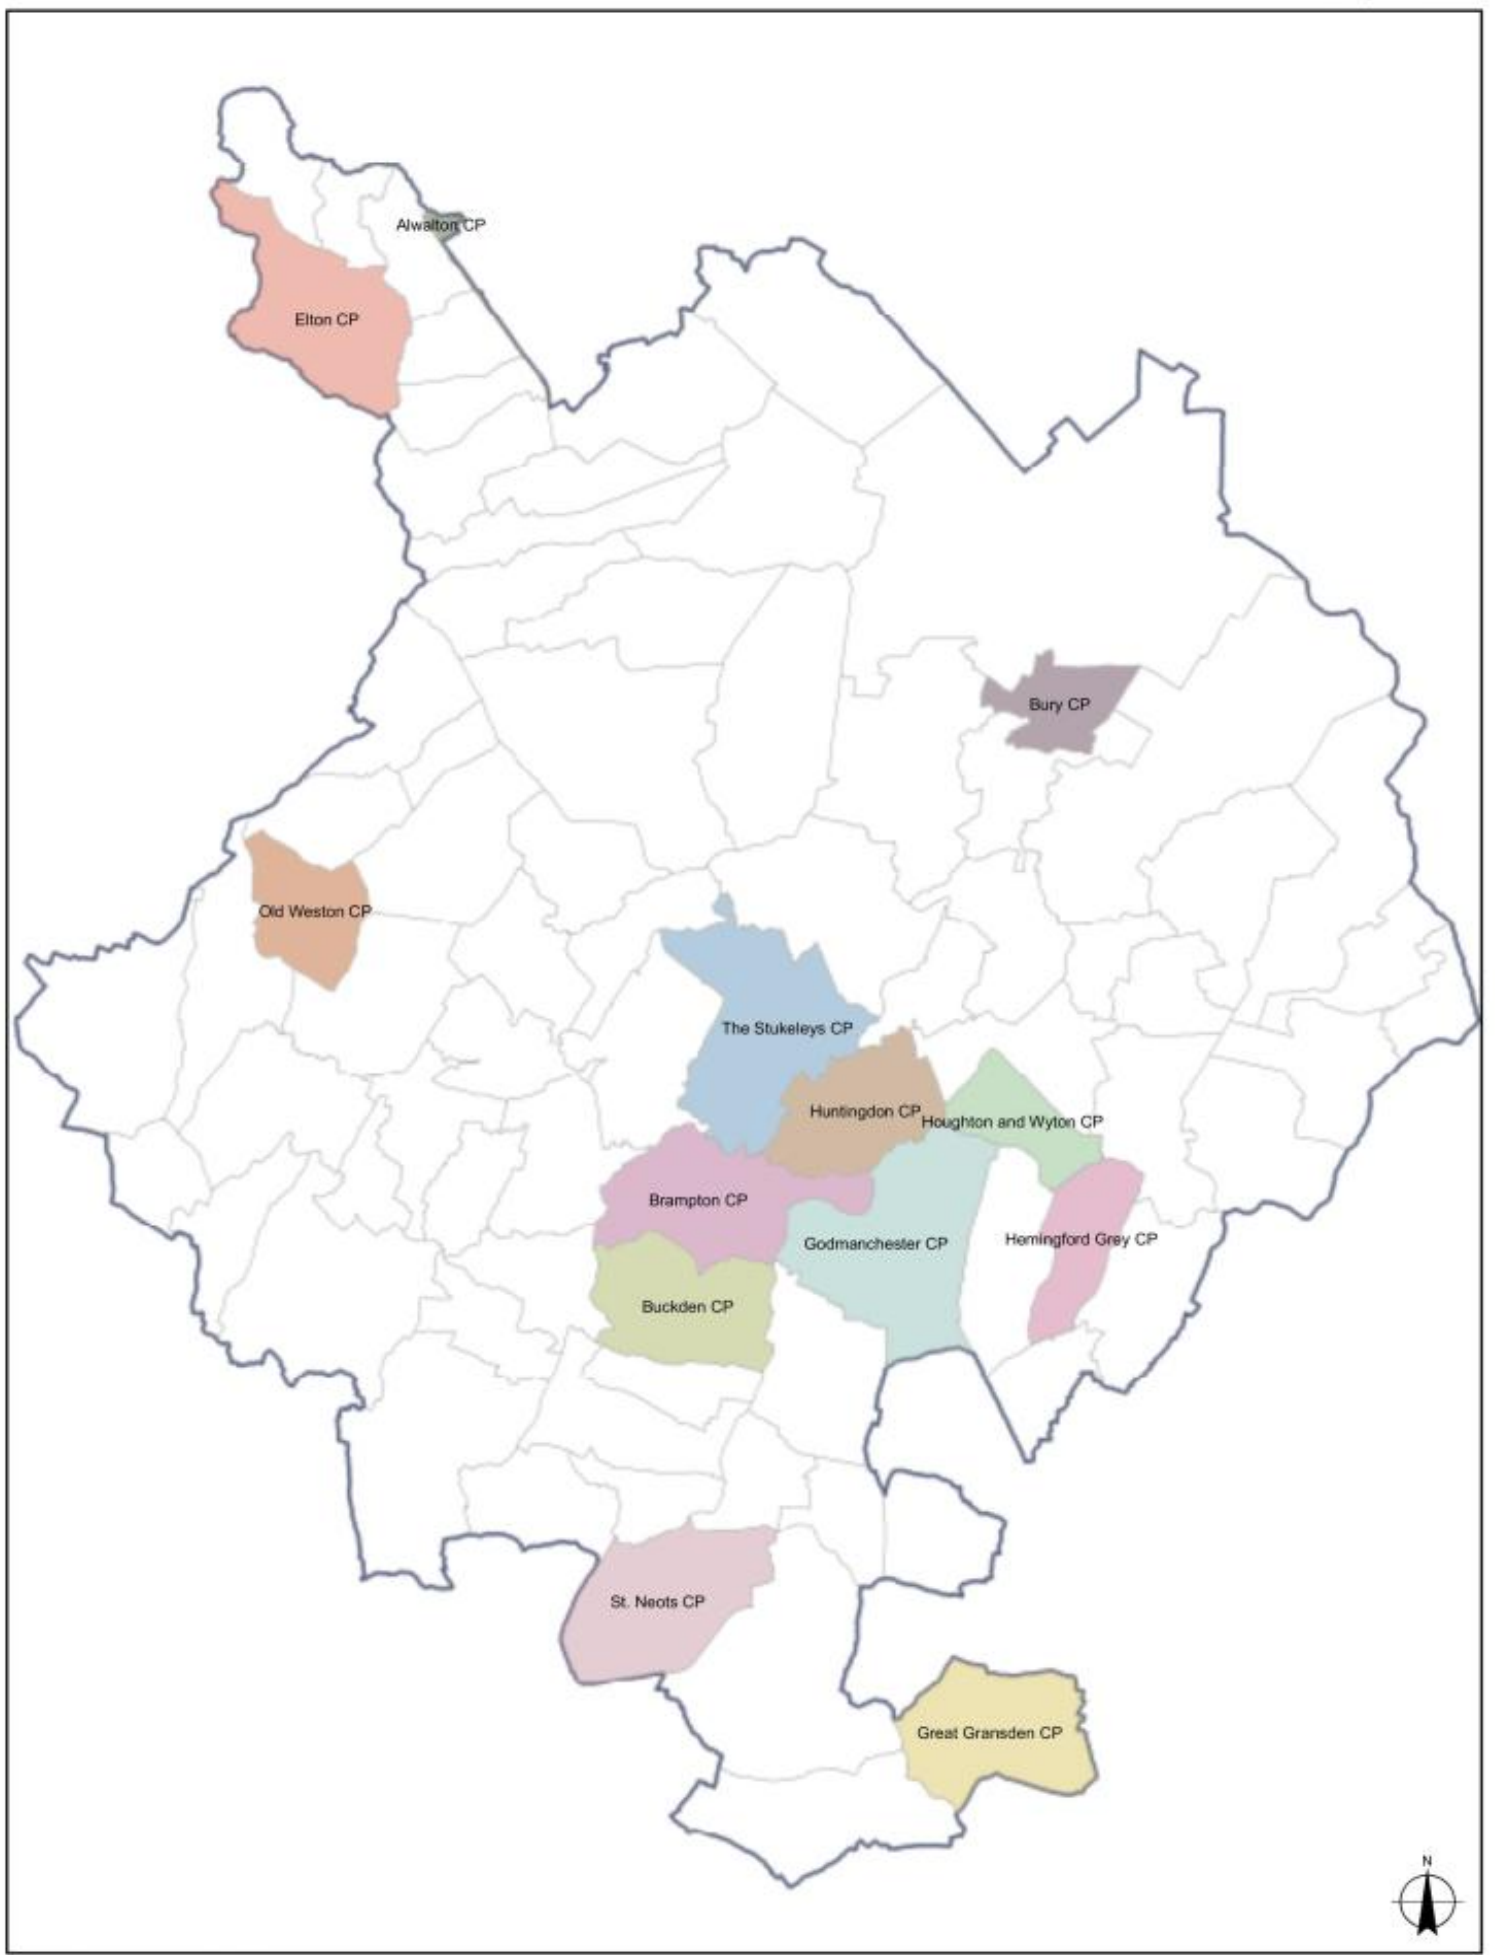 Alwalton CP
Elton CP
Bury CP
Old Weston CP
The Stukeleys CP
Huntingdon CP
Houghton and Wyton CP
Brampton CP
Godmanchester CP
Hemingford Grey CP
Buckden CP
St. Neots CP
Great Gransden CP
N